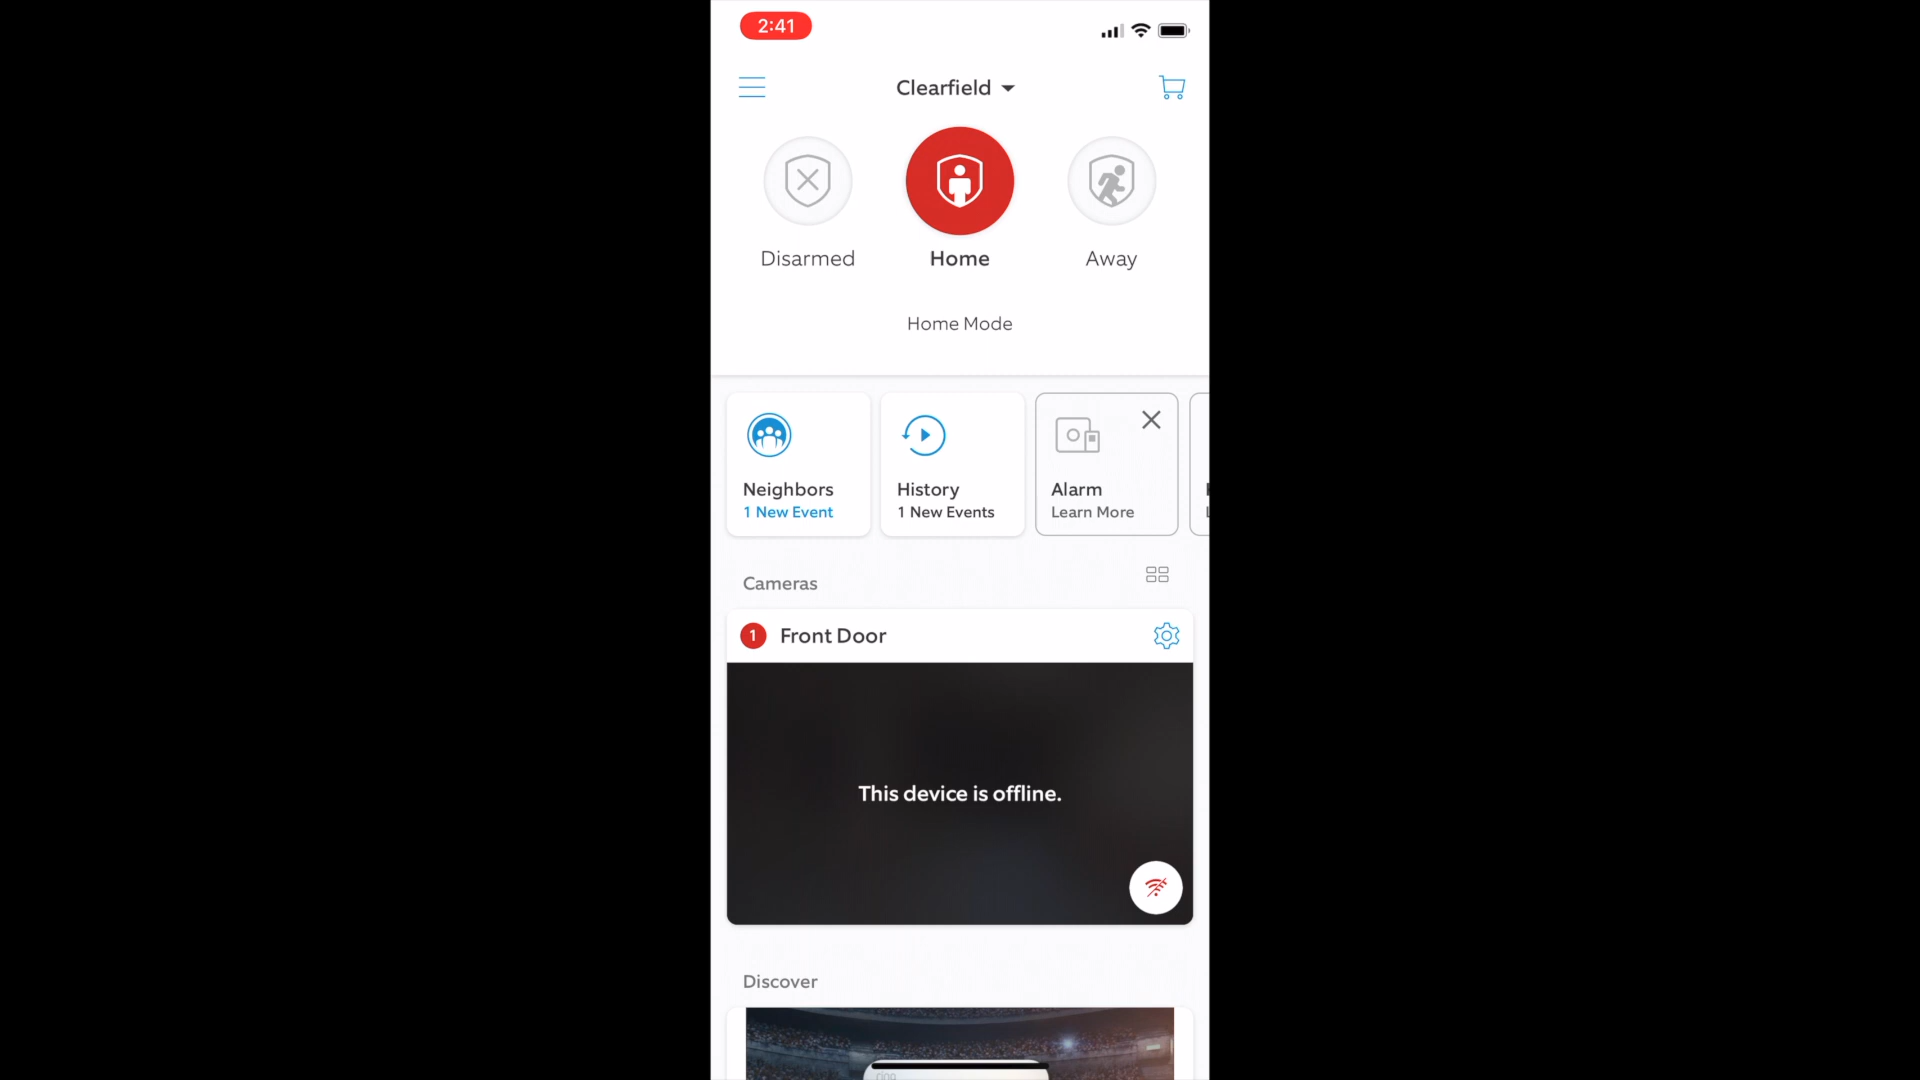 2:41
Clearfield
Disarmed
Home
Away
Home Mode
Neighbors
1 New Event
History
1 New Events
Alarm
Learn More
Cameras
1 Front Door
This device is offline.
Discover
ring